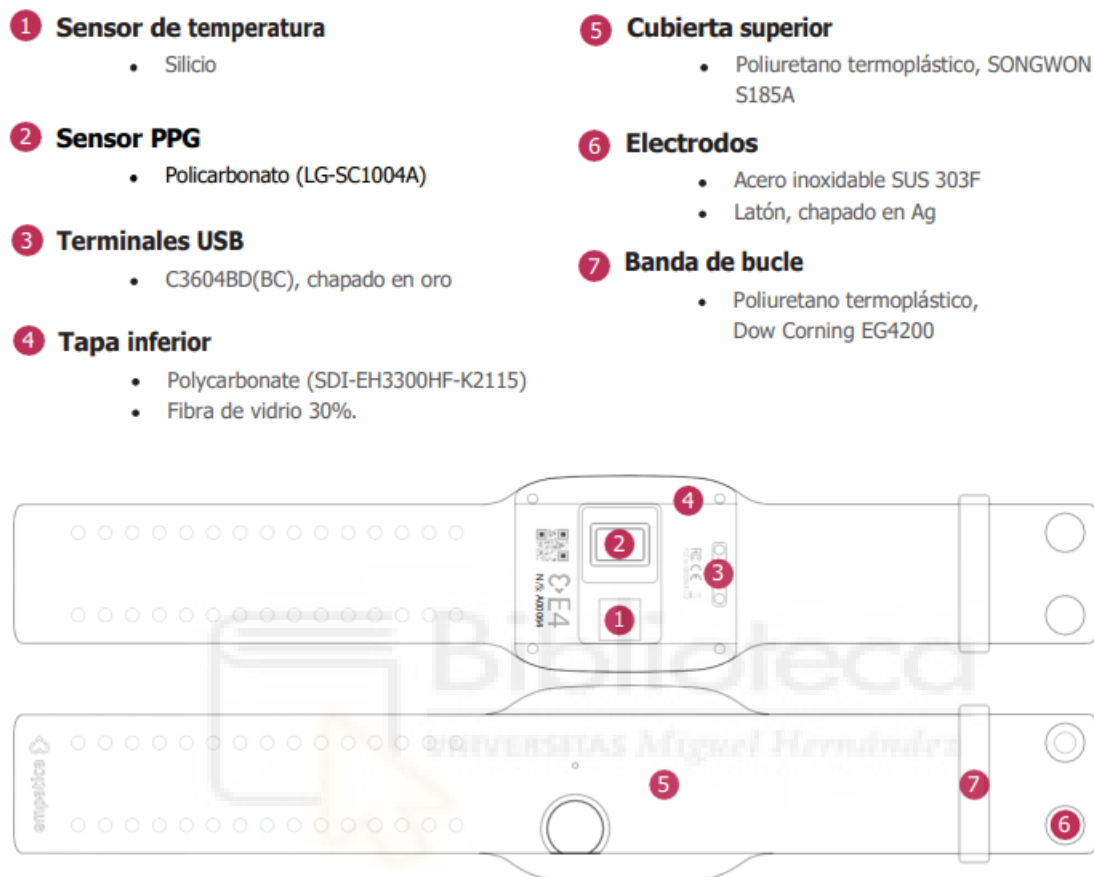 1 Sensor de temperatura
• Silicio
2 Sensor PPG
• Policarbonato (LG-SC1004A)
3 Terminales USB
• C3604BD(BC), chapado en oro
4 Tapa inferior
• Polycarbonate (SDI-EH3300HF-K2115)
• Fibra de vidrio 30%.
5 Cubierta superior
• Poliuretano termoplástico, SONGWON
S185A
6 Electrodos
• Acero inoxidable SUS 303F
• Latón, chapado en Ag
7 Banda de bucle
• Poliuretano termoplástico,
Dow Corning EG4200
4
2
3
1
E4
Biblioteca
UNIVERSITAS Miguel Hernández
empatica
5
7
6